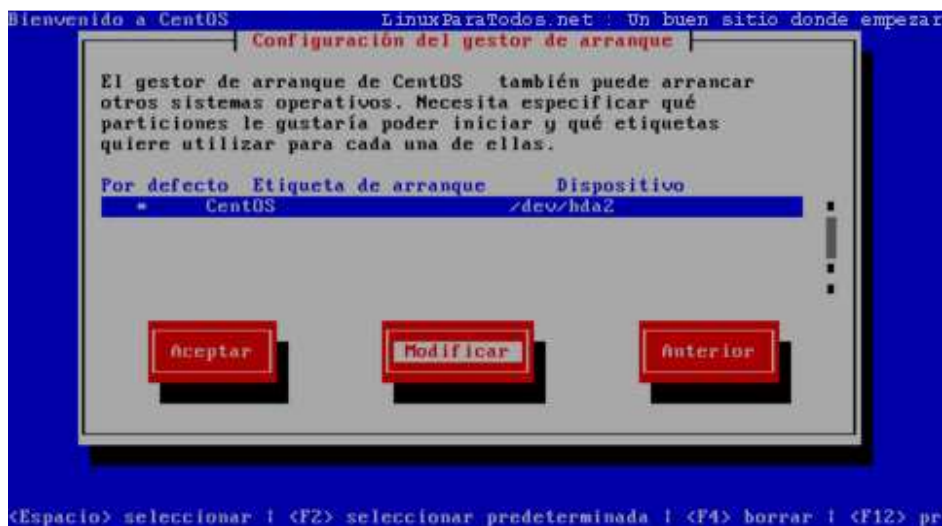 Bienvenido a CentOS LinuxParaTodos.net : Un buen sitio donde empezar
Configuración del gestor de arranque
El gestor de arranque de CentOS también puede arrancar
otros sistemas operativos. Necesita especificar qué
particiones le gustaría poder iniciar y qué etiquetas
quiere utilizar para cada una de ellas.
Por defecto Etiqueta de arranque Dispositivo
* CentOS /dev/hda2
Aceptar Modificar Anterior
<Espacio> seleccionar | <F2> seleccionar predeterminada | <F4> borrar | <F12> pr